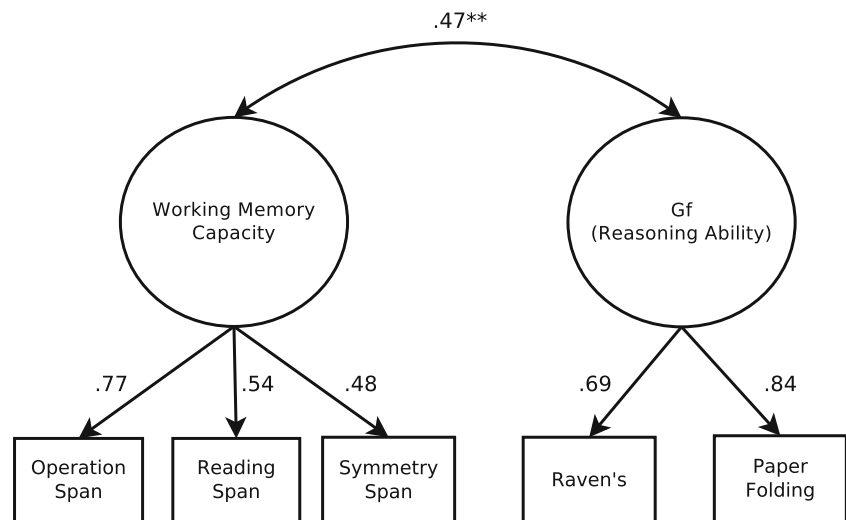 .47**
Working Memory
Capacity
Gf
(Reasoning Ability)
.77
.54
.48
.69
.84
Operation
Span
Reading
Span
Symmetry
Span
Raven's
Paper
Folding